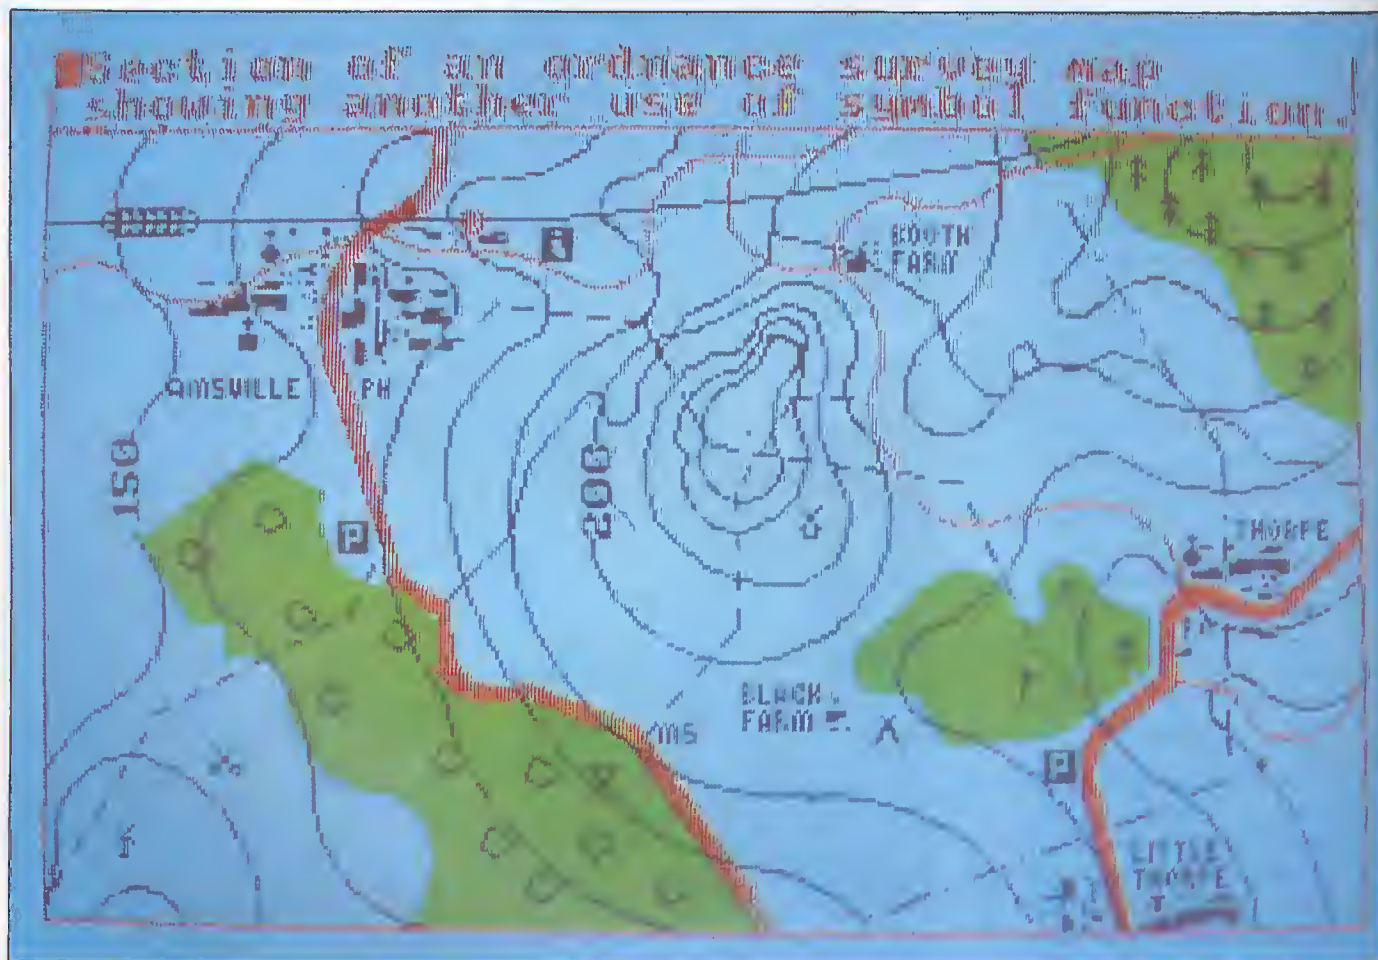 Section of an ordnance survey map
showing another use of symbol function.
BOOTH
FARM
AMSVILLE
PH
150
200
P
THORPE
BLACK
FARM
MS
P
LITTLE
THORPE
T